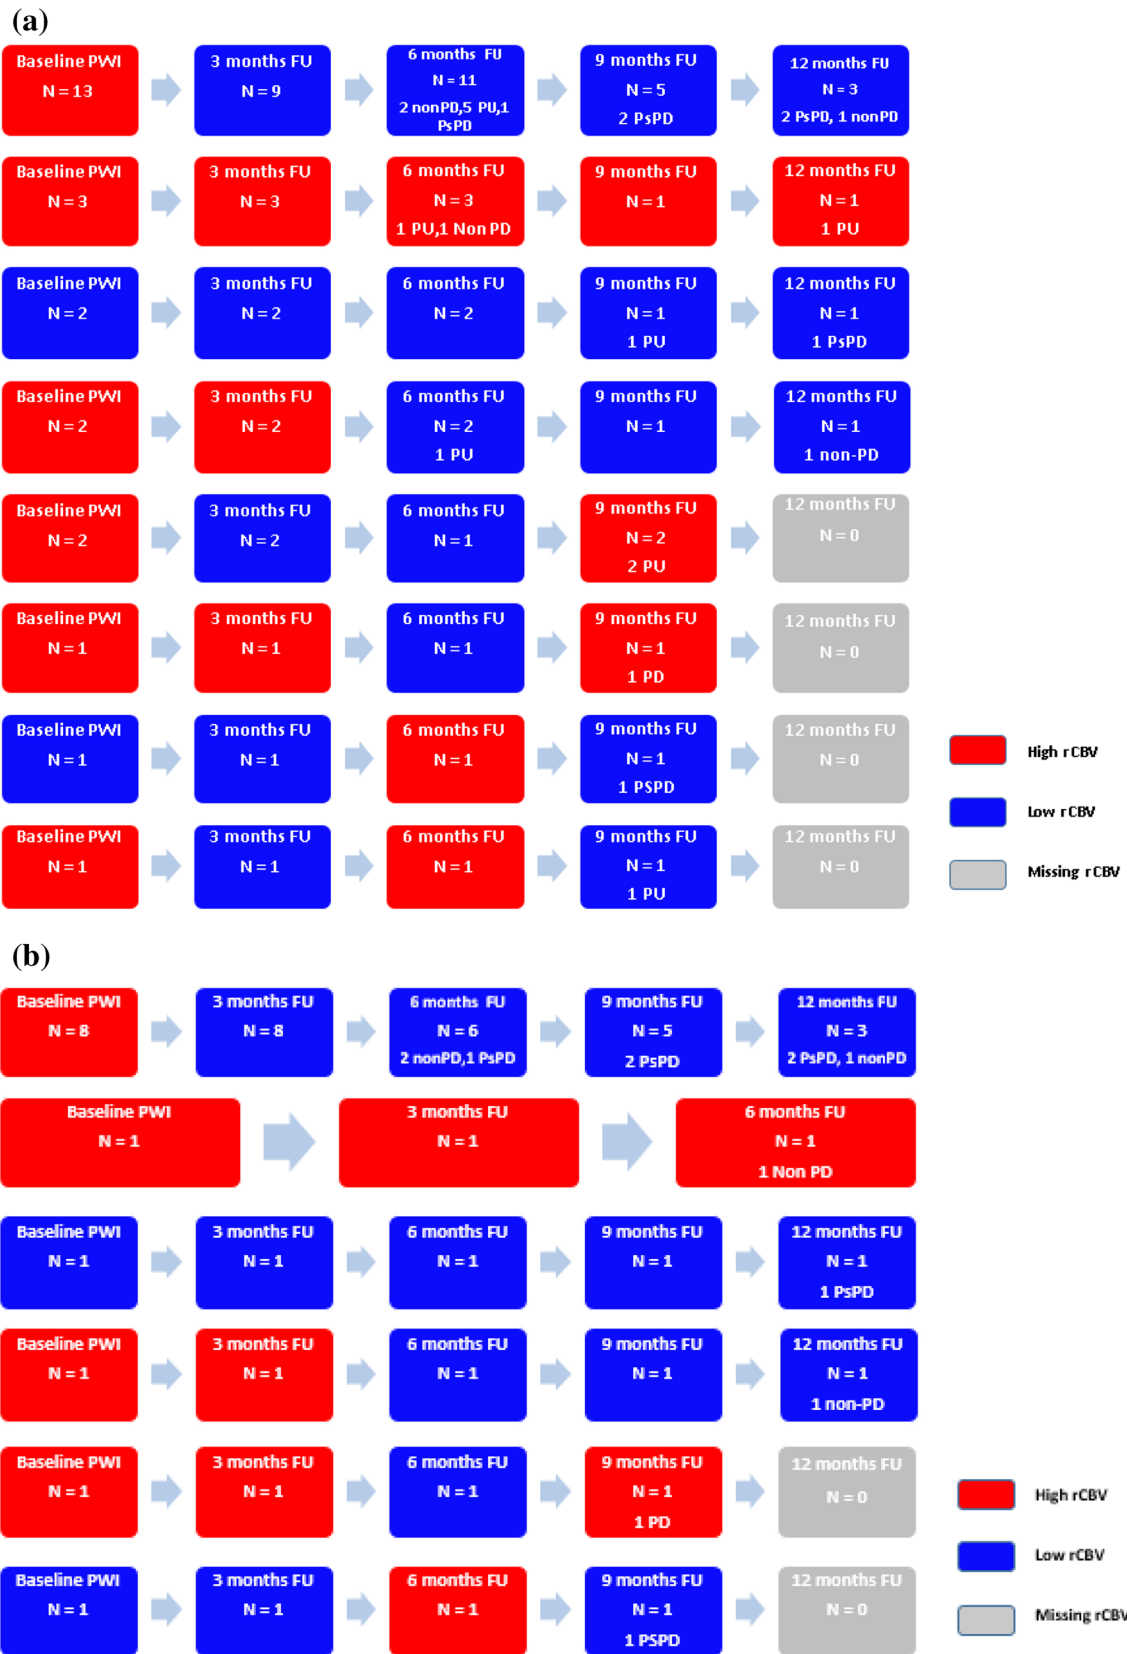 (a)
Baseline PWI
N = 13
3 months FU
N = 9
6 months FU
N = 11
2 nonPD,5 PU,1
PsPD
9 months FU
N = 5
2 PsPD
12 months FU
N = 3
2 PsPD, 1 nonPD
Baseline PWI
N = 3
3 months FU
N = 3
6 months FU
N = 3
1 PU,1 Non PD
9 months FU
N = 1
12 months FU
N = 1
1 PU
Baseline PWI
N = 2
3 months FU
N = 2
6 months FU
N = 2
9 months FU
N = 1
1 PU
12 months FU
N = 1
1 PsPD
Baseline PWI
N = 2
3 months FU
N = 2
6 months FU
N = 2
1 PU
9 months FU
N = 1
12 months FU
N = 1
1 non-PD
Baseline PWI
N = 2
3 months FU
N = 2
6 months FU
N = 1
9 months FU
N = 2
2 PU
12 months FU
N = 0
Baseline PWI
N = 1
3 months FU
N = 1
6 months FU
N = 1
9 months FU
N = 1
1 PD
12 months FU
N = 0
Baseline PWI
N = 1
3 months FU
N = 1
6 months FU
N = 1
9 months FU
N = 1
1 PSPD
12 months FU
N = 0
Baseline PWI
N = 1
3 months FU
N = 1
6 months FU
N = 1
9 months FU
N = 1
1 PU
12 months FU
N = 0
High rCBV
Low rCBV
Missing rCBV
(b)
Baseline PWI
N = 8
3 months FU
N = 8
6 months FU
N = 6
2 nonPD,1 PsPD
9 months FU
N = 5
2 PsPD
12 months FU
N = 3
2 PsPD, 1 nonPD
Baseline PWI
N = 1
3 months FU
N = 1
6 months FU
N = 1
1 Non PD
Baseline PWI
N = 1
3 months FU
N = 1
6 months FU
N = 1
9 months FU
N = 1
12 months FU
N = 1
1 PsPD
Baseline PWI
N = 1
3 months FU
N = 1
6 months FU
N = 1
9 months FU
N = 1
12 months FU
N = 1
1 non-PD
Baseline PWI
N = 1
3 months FU
N = 1
6 months FU
N = 1
9 months FU
N = 1
1 PD
12 months FU
N = 0
Baseline PWI
N = 1
3 months FU
N = 1
6 months FU
N = 1
9 months FU
N = 1
1 PSPD
12 months FU
N = 0
High rCBV
Low rCBV
Missing rCBV